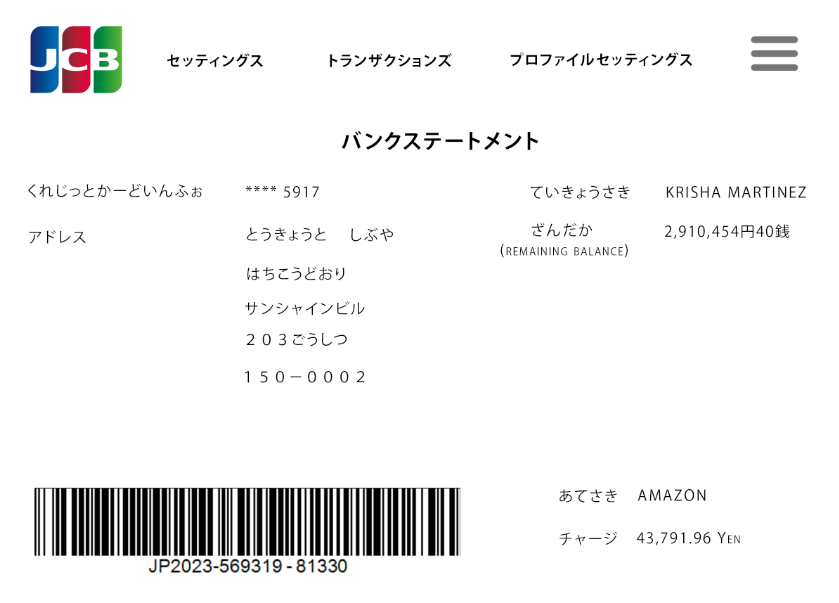 JCB
セッティングス トランザクションズ プロファイルセッティングス
バンクステートメント
くれじっとかーどいんふぉ **** 5917 ていきょうさき KRISHA MARTINEZ
アドレス とうきょうと しぶや ざんだか 2,910,454円40銭
(REMAINING BALANCE)
はちこうどおり
サンシャインビル
２０３ごうしつ
１５０－０００２
あてさき AMAZON
チャージ 43,791.96 YEN
JP2023-569319 - 81330